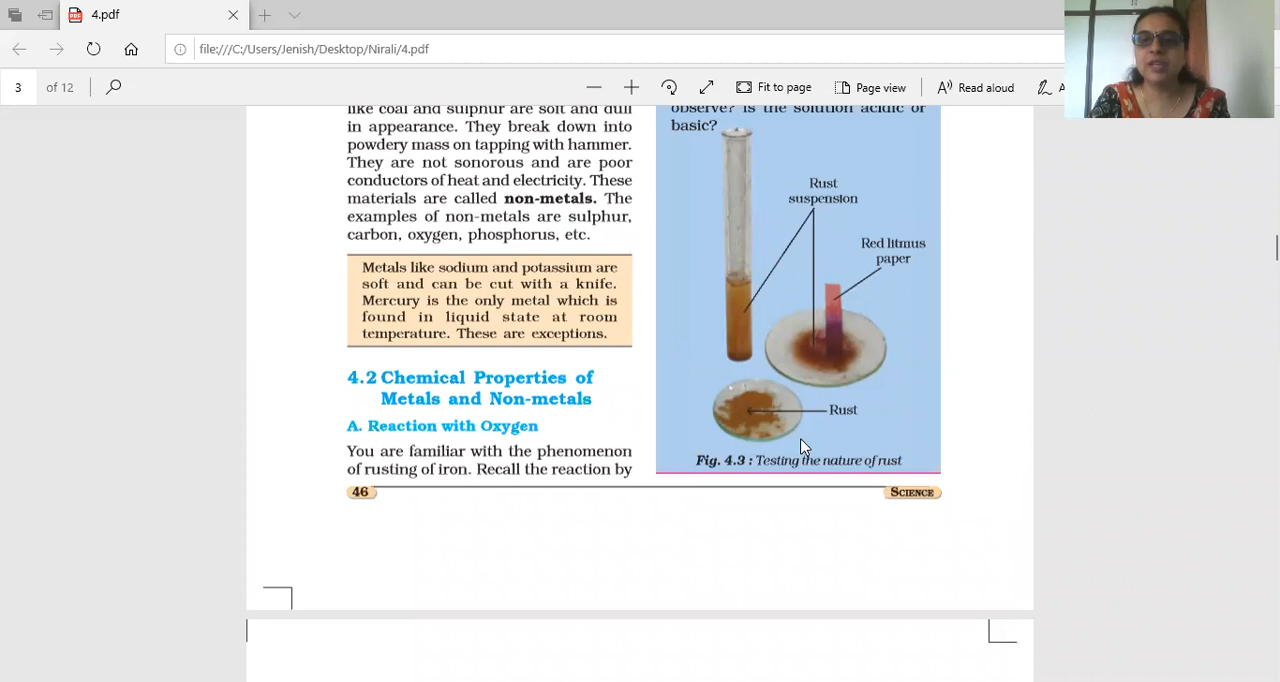 4.pdf
file:///C:/Users/Jenish/Desktop/Nirali/4.pdf
3 of 12
Fit to page
Page view
Read aloud
like coal and sulphur are soft and dull
in appearance. They break down into
powdery mass on tapping with hammer.
They are not sonorous and are poor
conductors of heat and electricity. These
materials are called non-metals. The
examples of non-metals are sulphur,
carbon, oxygen, phosphorus, etc.
Metals like sodium and potassium are
soft and can be cut with a knife.
Mercury is the only metal which is
found in liquid state at room
temperature. These are exceptions.
4.2 Chemical Properties of
Metals and Non-metals
A. Reaction with Oxygen
You are familiar with the phenomenon
of rusting of iron. Recall the reaction by
observe? Is the solution acidic or
basic?
Rust
suspension
Red litmus
paper
Rust
Fig. 4.3 : Testing the nature of rust
46
SCIENCE